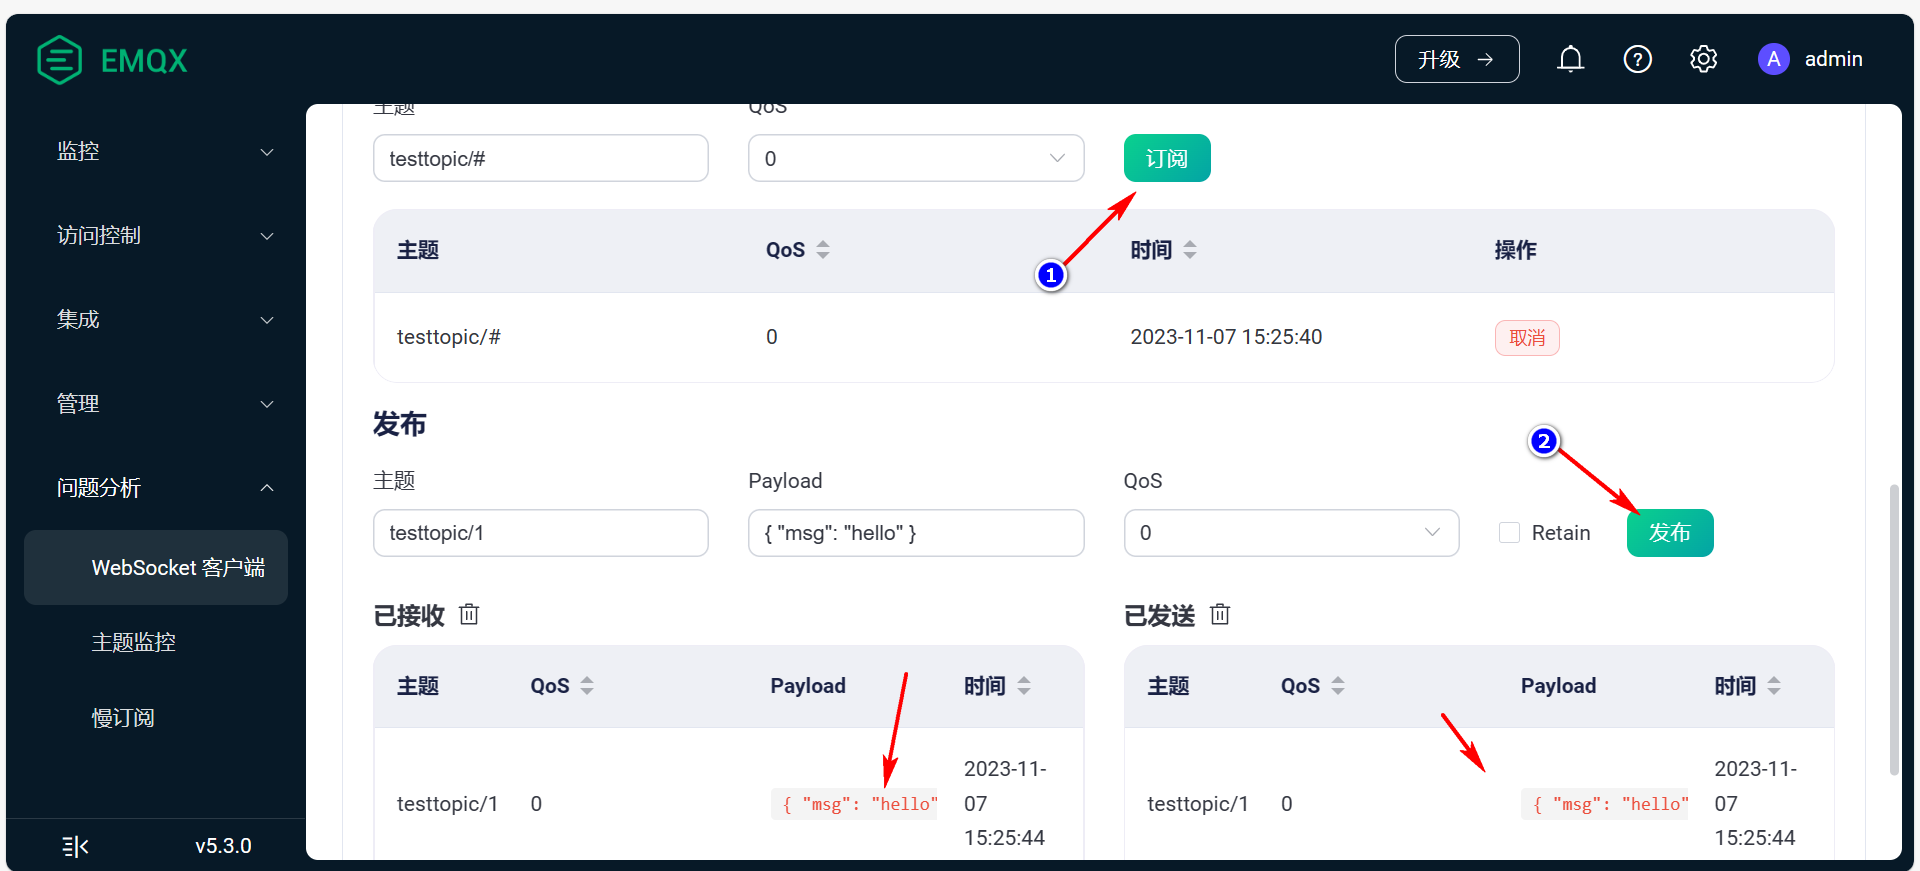 EMQX
升级
A
admin
监控
访问控制
集成
管理
问题分析
WebSocket 客户端
主题监控
慢订阅
v5.3.0
主题
QoS
testtopic/#
0
订阅
主题
QoS
时间
操作
1
testtopic/#
0
2023-11-07 15:25:40
取消
发布
2
主题
Payload
QoS
testtopic/1
{ "msg": "hello" }
0
Retain
发布
已接收
主题
QoS
Payload
时间
testtopic/1
0
{ "msg": "hello"
2023-11-
07
15:25:44
已发送
主题
QoS
Payload
时间
testtopic/1
0
{ "msg": "hello"
2023-11-
07
15:25:44